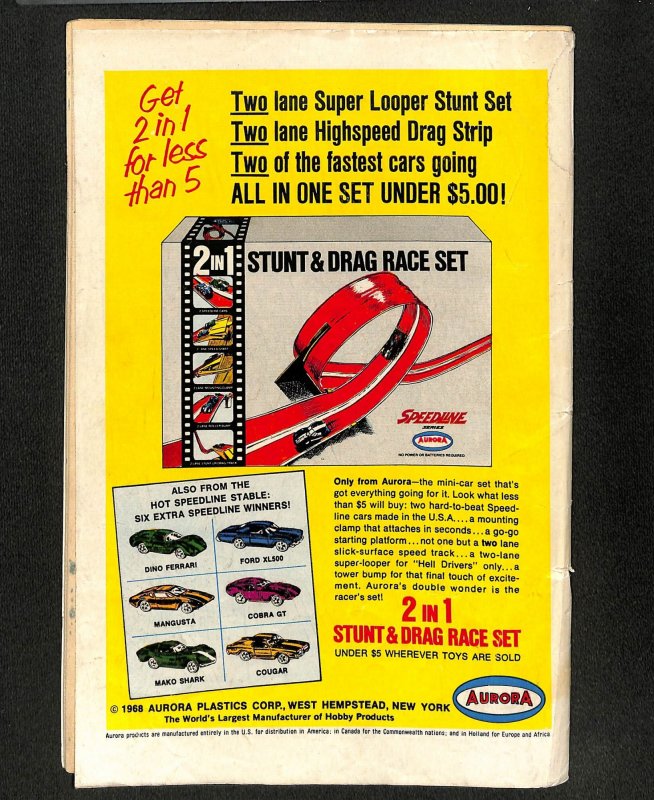 Get
2 in 1
for less
than 5
Two lane Super Looper Stunt Set
Two lane Highspeed Drag Strip
Two of the fastest cars going
ALL IN ONE SET UNDER $5.00!
2 IN 1 STUNT & DRAG RACE SET
SPEEDLINE
SERIES
AURORA
NO POWER OR BATTERIES REQUIRED
ALSO FROM THE
HOT SPEEDLINE STABLE:
SIX EXTRA SPEEDLINE WINNERS!
DINO FERRARI
FORD XL500
MANGUSTA
COBRA GT
MAKO SHARK
COUGAR
Only from Aurora—the mini-car set that's
got everything going for it. Look what less
than $5 will buy: two hard-to-beat Speed-
line cars made in the U.S.A....a mounting
clamp that attaches in seconds...a go-go
starting platform...not one but a two lane
slick-surface speed track...a two-lane
super-looper for "Hell Drivers" only...a
tower bump for that final touch of excite-
ment. Aurora's double wonder is the
racer's set!
2 IN 1
STUNT & DRAG RACE SET
UNDER $5 WHEREVER TOYS ARE SOLD
© 1968 AURORA PLASTICS CORP., WEST HEMPSTEAD, NEW YORK
The World's Largest Manufacturer of Hobby Products
AURORA
Aurora products are manufactured entirely in the U.S. for distribution in America; in Canada for the Commonwealth nations; and in Holland for Europe and Africa